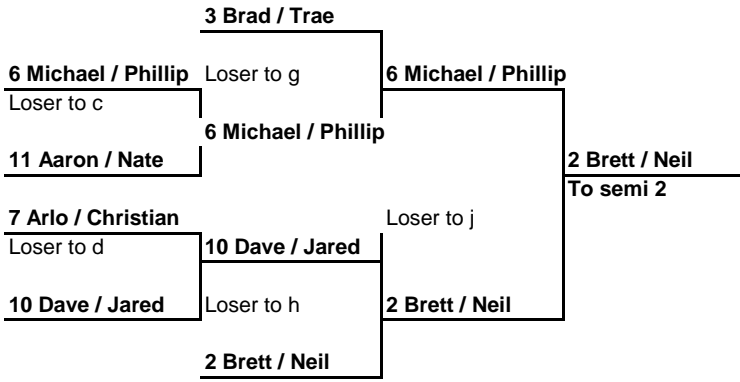 3 Brad / Trae
6 Michael / Phillip
Loser to g
6 Michael / Phillip
Loser to c
6 Michael / Phillip
11 Aaron / Nate
2 Brett / Neil
To semi 2
7 Arlo / Christian
Loser to j
Loser to d
10 Dave / Jared
10 Dave / Jared
Loser to h
2 Brett / Neil
2 Brett / Neil